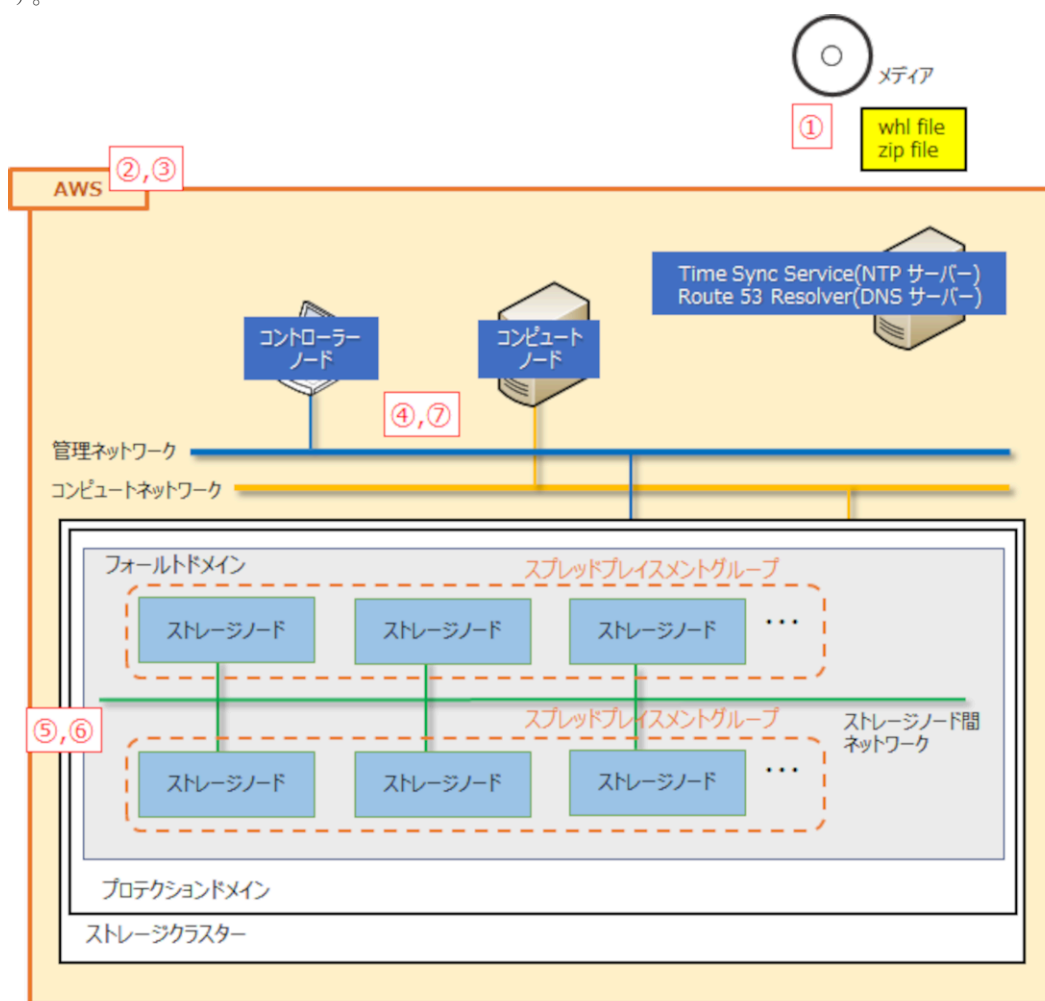 す。
メディア
①
whl file
zip file
②,③
AWS
Time Sync Service(NTP サーバー)
Route 53 Resolver(DNS サーバー)
コントローラー
ノード
コンピュート
ノード
④,⑦
管理ネットワーク
コンピュートネットワーク
フォールトドメイン
スプレッドプレイスメントグループ
ストレージノード
ストレージノード
ストレージノード
・・・
⑤,⑥
スプレッドプレイスメントグループ
ストレージノード間
ネットワーク
ストレージノード
ストレージノード
ストレージノード
・・・
プロテクションドメイン
ストレージクラスター